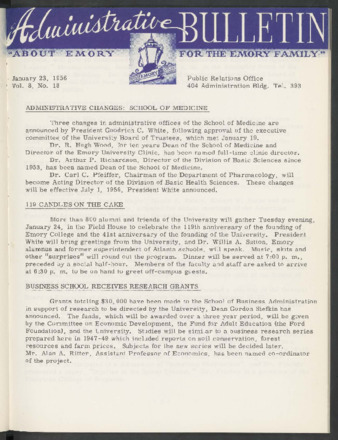 Administrative BULLETIN
"ABOUT EMORY FOR THE EMORY FAMILY"
EMORY
January 23, 1956
Vol. 8, No. 18
Public Relations Office
404 Administration Bldg. Tel. 393
ADMINISTRATIVE CHANGES: SCHOOL OF MEDICINE
Three changes in administrative offices of the School of Medicine are
announced by President Goodrich C. White, following approval of the executive
committee of the University Board of Trustees, which met January 19.
Dr. R. Hugh Wood, for ten years Dean of the School of Medicine and
Director of the Emory University Clinic, has been named full-time clinic director.
Dr. Arthur P. Richardson, Director of the Division of Basic Sciences since
1953, has been named Dean of the School of Medicine.
Dr. Carl C. Pfeiffer, Chairman of the Department of Pharmacology, will
become Acting Director of the Division of Basic Health Sciences. These changes
will be effective July 1, 1956, President White announced.
119 CANDLES ON THE CAKE
More than 800 alumni and friends of the University will gather Tuesday evening,
January 24, in the Field House to celebrate the 119th anniversary of the founding of
Emory College and the 41st anniversary of the founding of the University. President
White will bring greetings from the University, and Dr. Willis A. Sutton, Emory
alumnus and former superintendent of Atlanta schools, will speak. Music, skits and
other "surprises" will round out the program. Dinner will be served at 7:00 p. m.,
preceded by a social half-hour. Members of the faculty and staff are asked to arrive
at 6:30 p. m. to be on hand to greet off-campus guests.
BUSINESS SCHOOL RECEIVES RESEARCH GRANTS
Grants totaling $30,600 have been made to the School of Business Administration
in support of research to be directed by the University, Dean Gordon Siefkin has
announced. The funds, which will be awarded over a three year period, will be given
by the Committee on Economic Development, the Fund for Adult Education (the Ford
Foundation), and the University. Studies will be similar to a business research series
prepared here in 1947-49 which included reports on soil conservation, forest
resources and farm prices. Subjects for the new series will be decided later.
Mr. Alan A. Ritter, Assistant Professor of Economics, has been named co-ordinator
of the project.